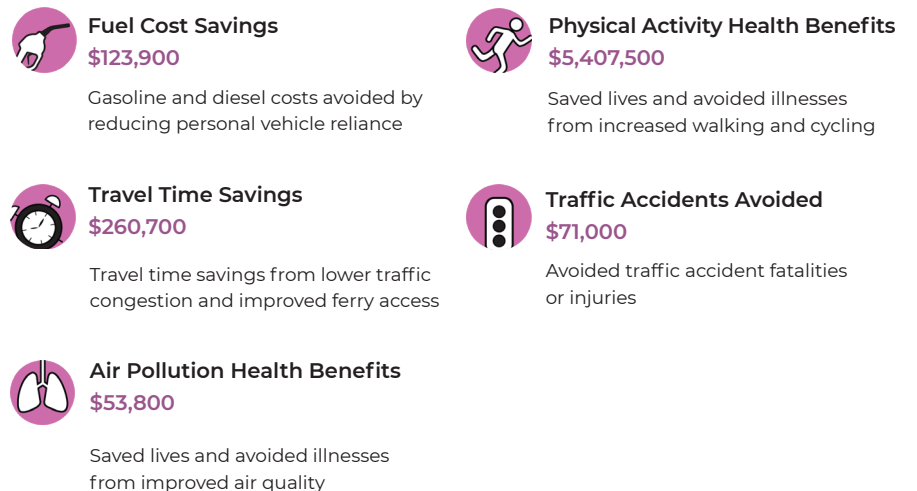 Fuel Cost Savings
$123,900
Gasoline and diesel costs avoided by
reducing personal vehicle reliance
Physical Activity Health Benefits
$5,407,500
Saved lives and avoided illnesses
from increased walking and cycling
Travel Time Savings
$260,700
Travel time savings from lower traffic
congestion and improved ferry access
Traffic Accidents Avoided
$71,000
Avoided traffic accident fatalities
or injuries
Air Pollution Health Benefits
$53,800
Saved lives and avoided illnesses
from improved air quality